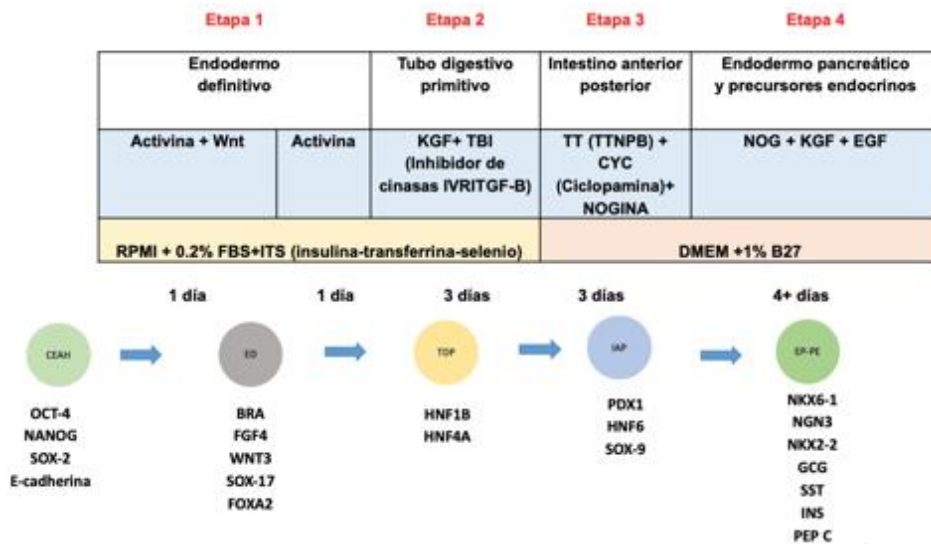 Etapa 1
Etapa 2
Etapa 3
Etapa 4
Endodermo
definitivo
Tubo digestivo
primitivo
Intestino anterior
posterior
Endodermo pancreático
y precursores endocrinos
Activina + Wnt
Activina
KGF+ TBI
(Inhibidor de
cinasas IVRITGF-B)
TT (TTNPB) +
CYC
(Ciclopamina)+
NOGINA
NOG + KGF + EGF
RPMI + 0.2% FBS+ITS (insulina-transferrina-selenio)
DMEM +1% B27
1 día
1 día
3 días
3 días
4+ días
CEAH
ED
TDP
IAP
EP-PE
OCT-4
NANOG
SOX-2
E-cadherina
BRA
FGF4
WNT3
SOX-17
FOXA2
HNF1B
HNF4A
PDX1
HNF6
SOX-9
NKX6-1
NGN3
NKX2-2
GCG
SST
INS
PEP C